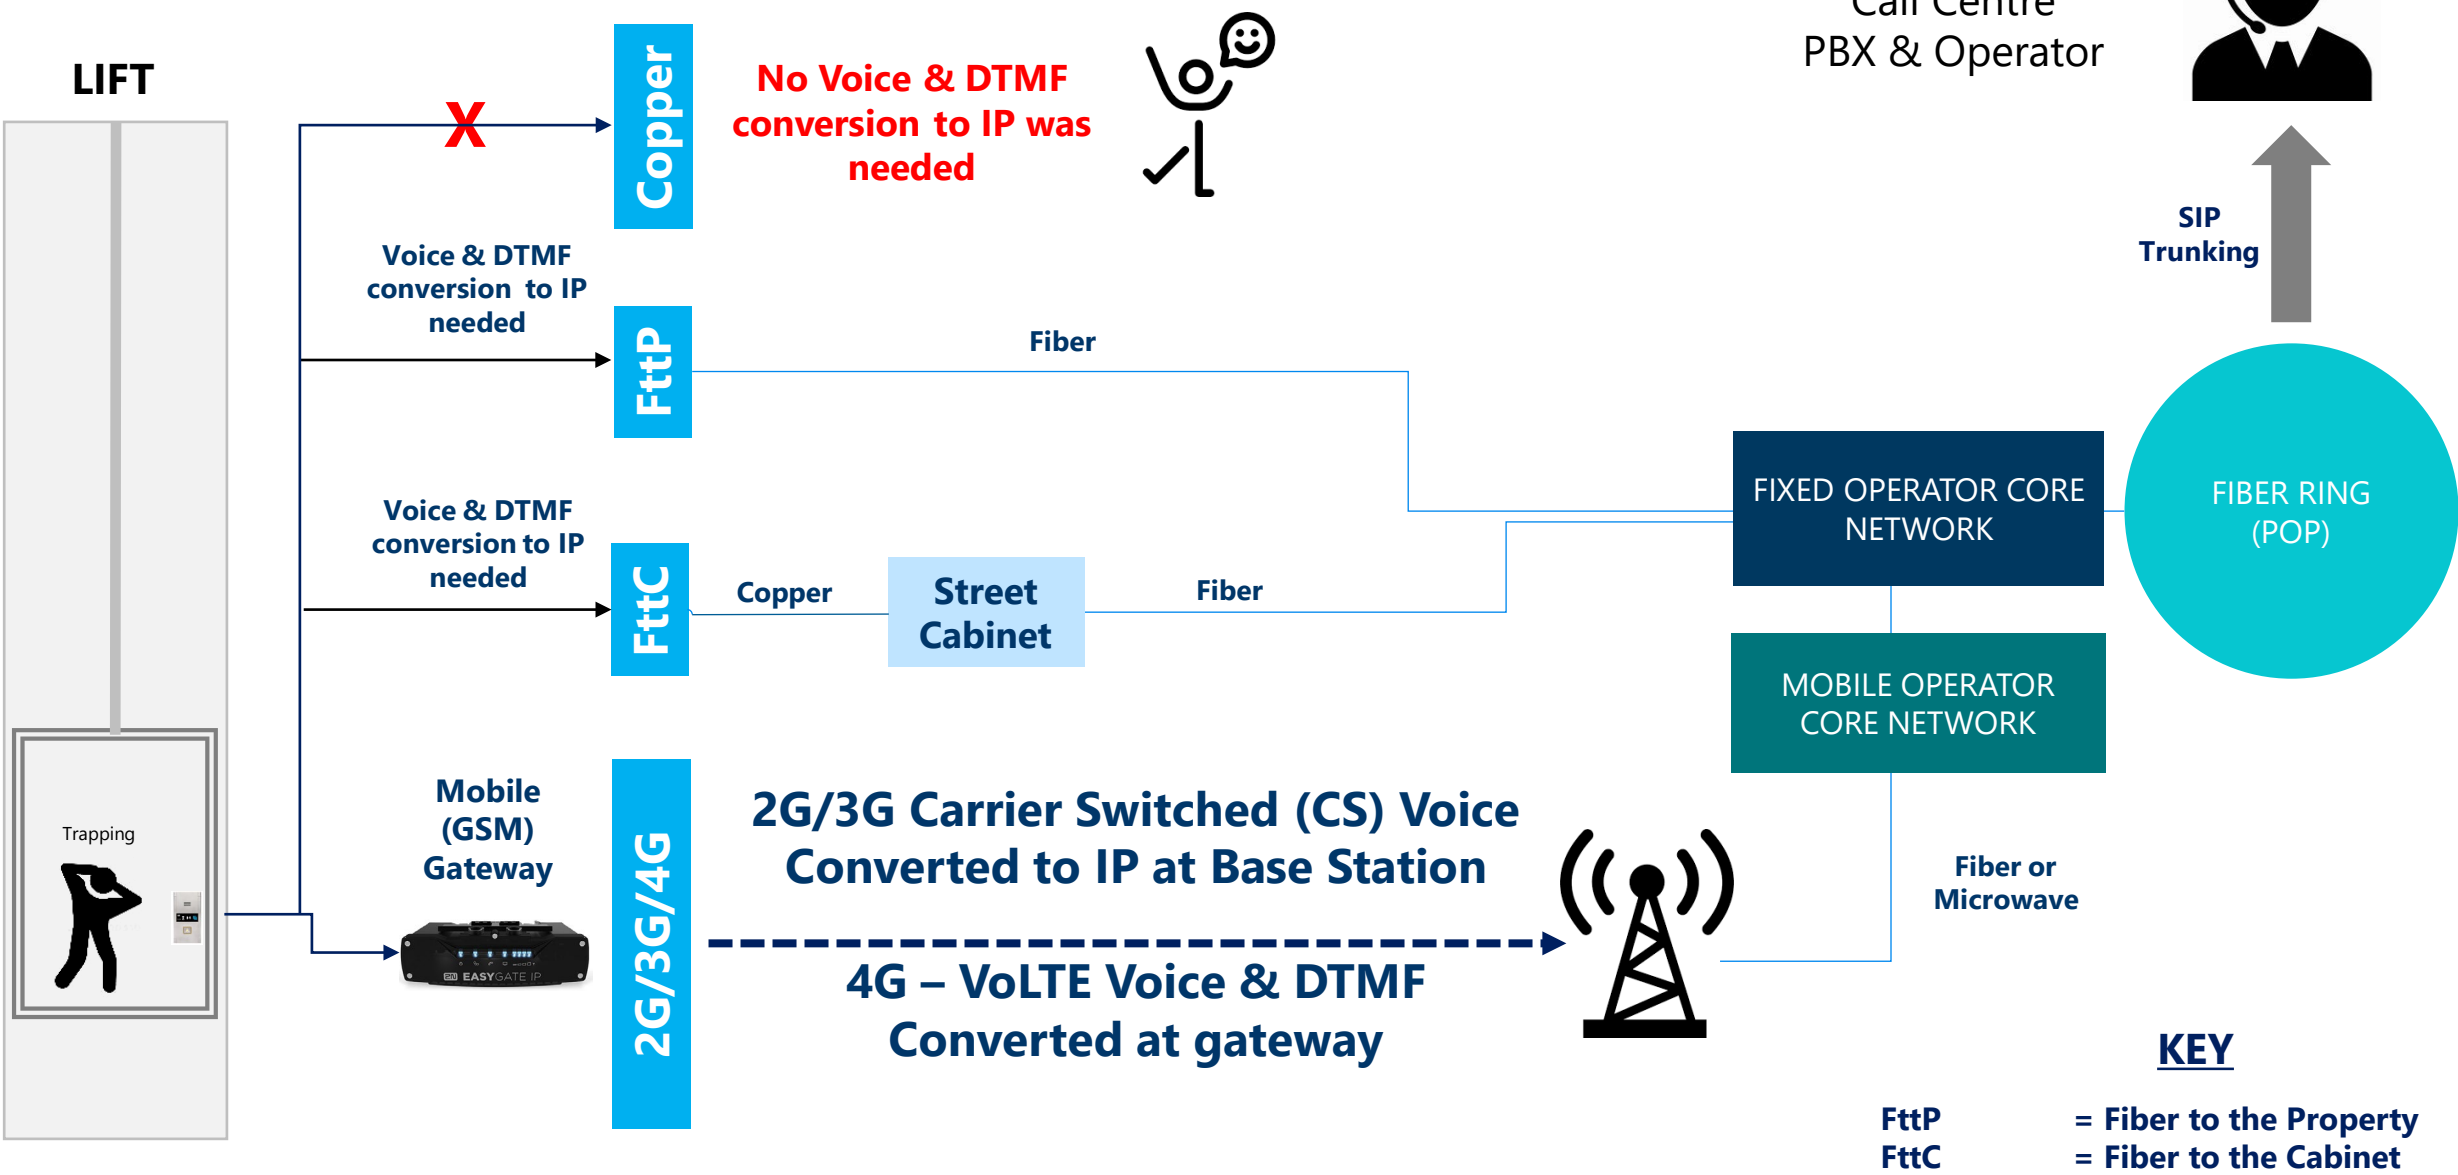 Call Centre
PBX & Operator
LIFT
X
Copper
No Voice & DTMF
conversion to IP was
needed
SIP
Trunking
Voice & DTMF
conversion to IP
needed
FttP
Fiber
FIXED OPERATOR CORE
NETWORK
FIBER RING
(POP)
Voice & DTMF
conversion to IP
needed
FttC
Copper
Street
Cabinet
Fiber
MOBILE OPERATOR
CORE NETWORK
Trapping
Mobile
(GSM)
Gateway
EASYGATE IP
2G/3G/4G
2G/3G Carrier Switched (CS) Voice
Converted to IP at Base Station
4G – VoLTE Voice & DTMF
Converted at gateway
Fiber or
Microwave
KEY
FttP = Fiber to the Property
FttC = Fiber to the Cabinet